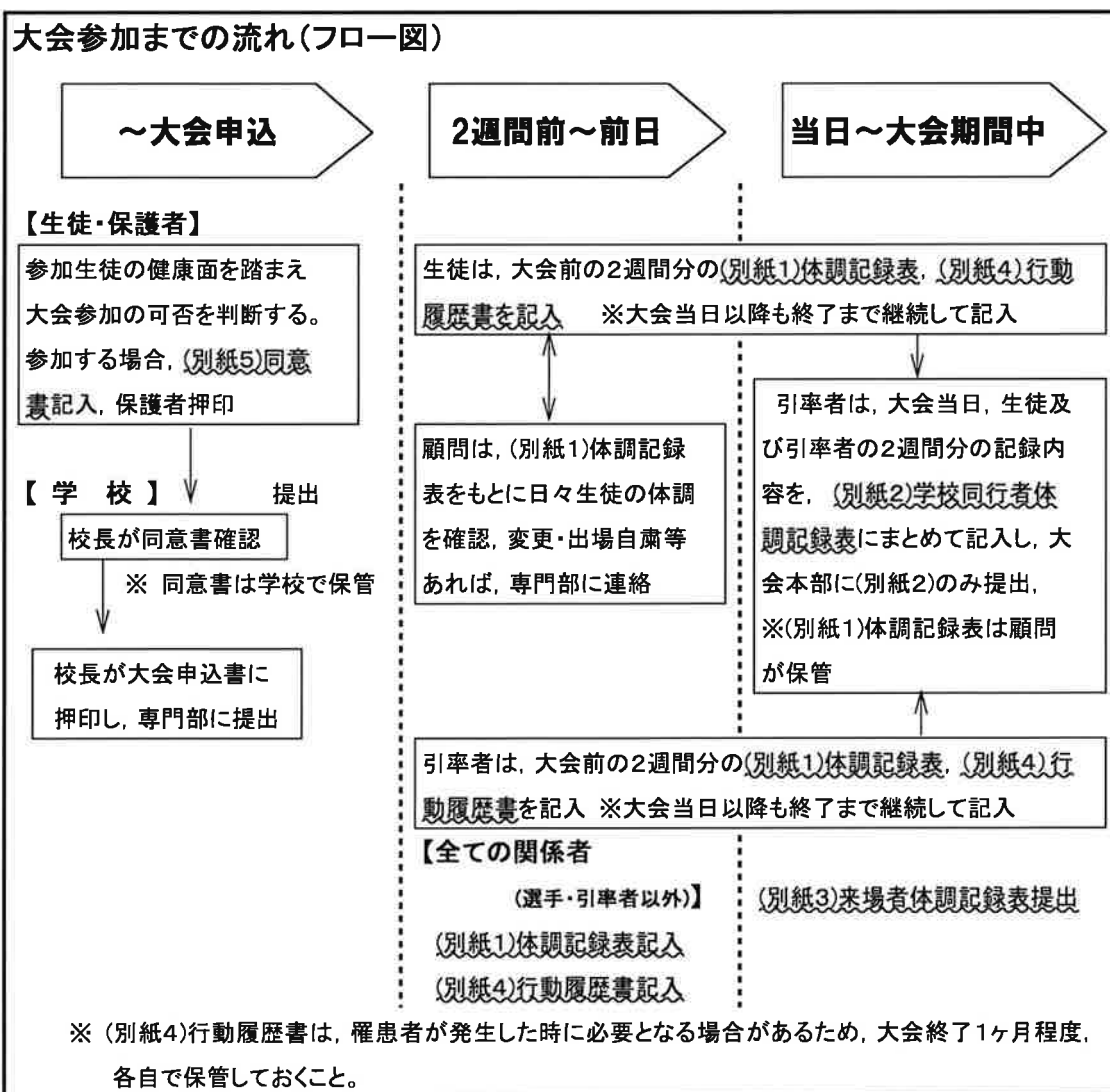 大会参加までの流れ(フロー図)
～大会申込
2週間前～前日
当日～大会期間中
【生徒・保護者】
参加生徒の健康面を踏まえ
大会参加の可否を判断する。
参加する場合, (別紙5)同意
書記入, 保護者押印
【 学 校 】
提出
校長が同意書確認
※ 同意書は学校で保管
校長が大会申込書に
押印し, 専門部に提出
生徒は, 大会前の2週間分の(別紙1)体調記録表, (別紙4)行動
履歴書を記入 ※大会当日以降も終了まで継続して記入
顧問は, (別紙1)体調記録
表をもとに日々生徒の体調
を確認, 変更・出場自粛等
あれば, 専門部に連絡
引率者は, 大会当日, 生徒及
び引率者の2週間分の記録内
容を, (別紙2)学校同行者体
調記録表にまとめて記入し, 大
会本部に(別紙2)のみ提出,
※(別紙1)体調記録表は顧問
が保管
引率者は, 大会前の2週間分の(別紙1)体調記録表, (別紙4)行
動履歴書を記入 ※大会当日以降も終了まで継続して記入
【全ての関係者
(選手・引率者以外)】
(別紙1)体調記録表記入
(別紙4)行動履歴書記入
(別紙3)来場者体調記録表提出
※ (別紙4)行動履歴書は, 罹患者が発生した時に必要となる場合があるため, 大会終了1ヶ月程度,
各自で保管しておくこと。